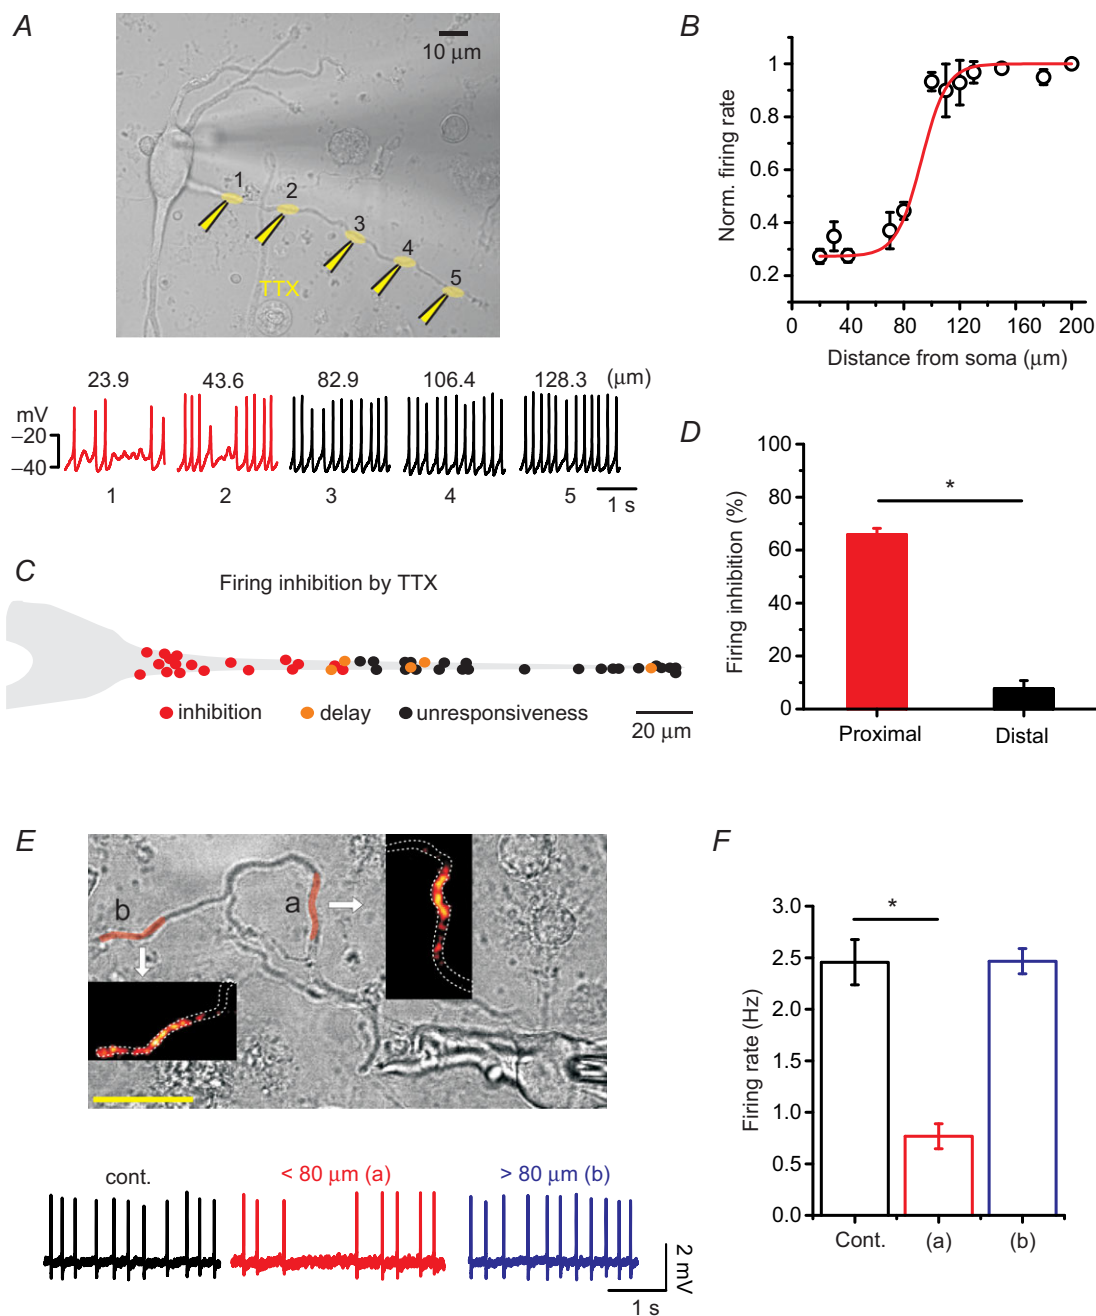 A
10 μm
1
2
3
4
5
TTX
23.9 43.6 82.9 106.4 128.3 (μm)
mV
–20
–40
1 2 3 4 5
1 s
B
Norm. firing rate
1
0.8
0.6
0.4
0.2
0 40 80 120 160 200
Distance from soma (μm)
C
Firing inhibition by TTX
inhibition delay unresponsiveness
20 μm
D
Firing inhibition (%)
100
80
60
40
20
0
*
Proximal Distal
E
b
a
cont.
< 80 μm (a)
> 80 μm (b)
2 mV
1 s
F
Firing rate (Hz)
3.0
2.5
2.0
1.5
1.0
0.5
0.0
*
Cont. (a) (b)